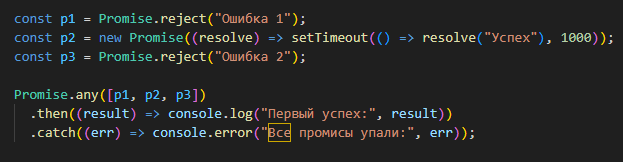 const p1 = Promise.reject("Ошибка 1");
const p2 = new Promise((resolve) => setTimeout(() => resolve("Успех"), 1000));
const p3 = Promise.reject("Ошибка 2");

Promise.any([p1, p2, p3])
  .then((result) => console.log("Первый успех:", result))
  .catch((err) => console.error("Все промисы упали:", err));